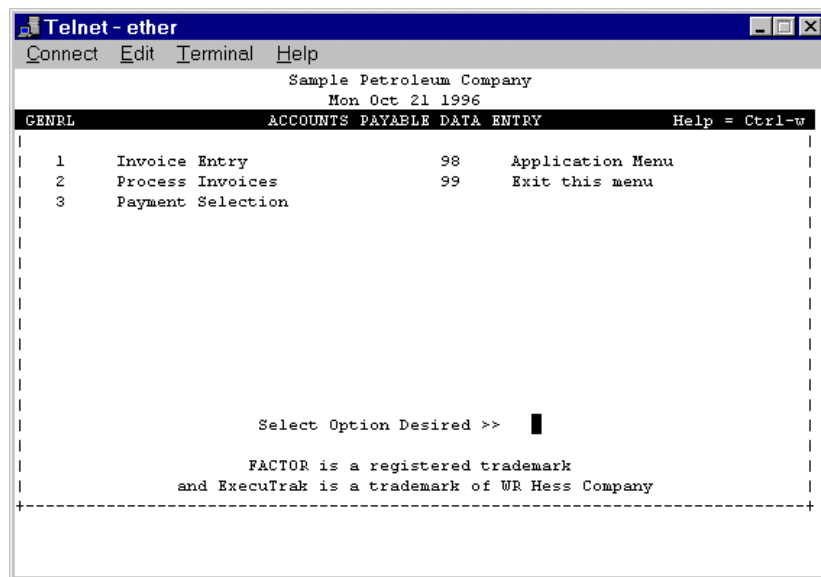 Telnet - ether
Connect Edit Terminal Help
Sample Petroleum Company
Mon Oct 21 1996
GENRL ACCOUNTS PAYABLE DATA ENTRY Help = Ctrl-w
1 Invoice Entry 98 Application Menu
2 Process Invoices 99 Exit this menu
3 Payment Selection
Select Option Desired >>
FACTOR is a registered trademark
and ExecuTrak is a trademark of WR Hess Company